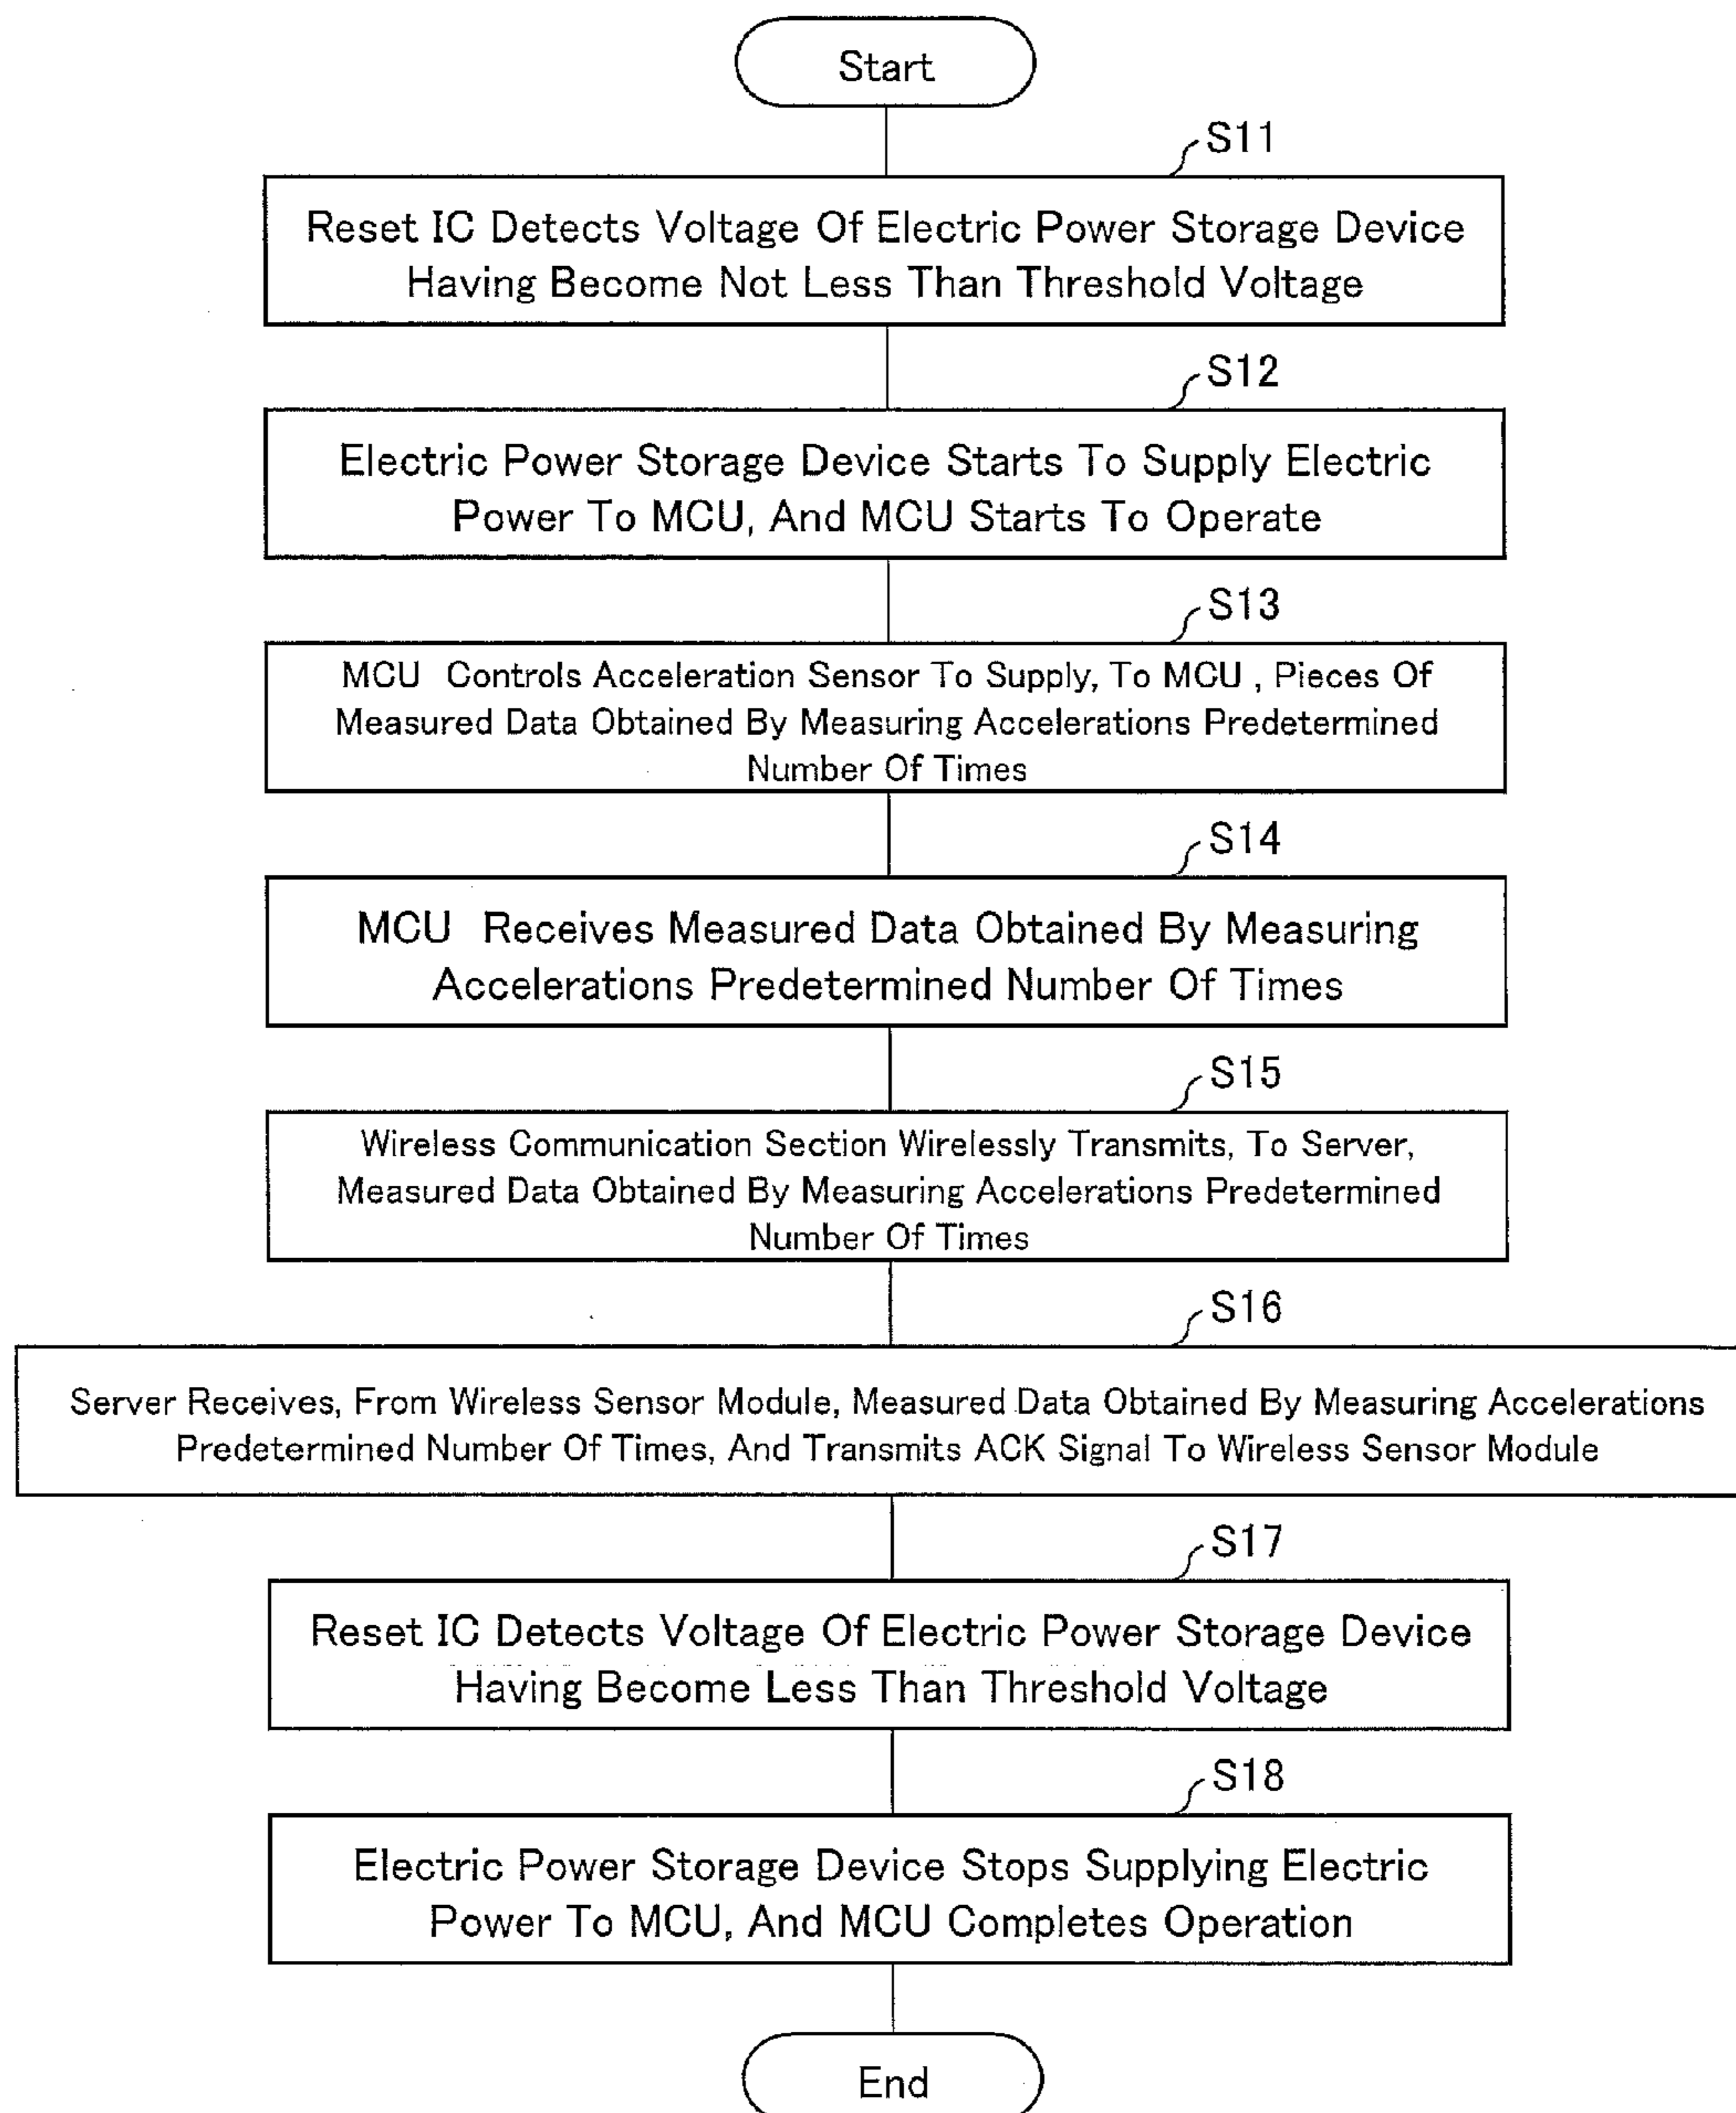 Start
S11
Reset IC Detects Voltage Of Electric Power Storage Device
Having Become Not Less Than Threshold Voltage
S12
Electric Power Storage Device Starts To Supply Electric
Power To MCU, And MCU Starts To Operate
S13
MCU Controls Acceleration Sensor To Supply, To MCU , Pieces Of
Measured Data Obtained By Measuring Accelerations Predetermined
Number Of Times
S14
MCU Receives Measured Data Obtained By Measuring
Accelerations Predetermined Number Of Times
S15
Wireless Communication Section Wirelessly Transmits, To Server,
Measured Data Obtained By Measuring Accelerations Predetermined
Number Of Times
S16
Server Receives, From Wireless Sensor Module, Measured Data Obtained By Measuring Accelerations
Predetermined Number Of Times, And Transmits ACK Signal To Wireless Sensor Module
S17
Reset IC Detects Voltage Of Electric Power Storage Device
Having Become Less Than Threshold Voltage
S18
Electric Power Storage Device Stops Supplying Electric
Power To MCU, And MCU Completes Operation
End